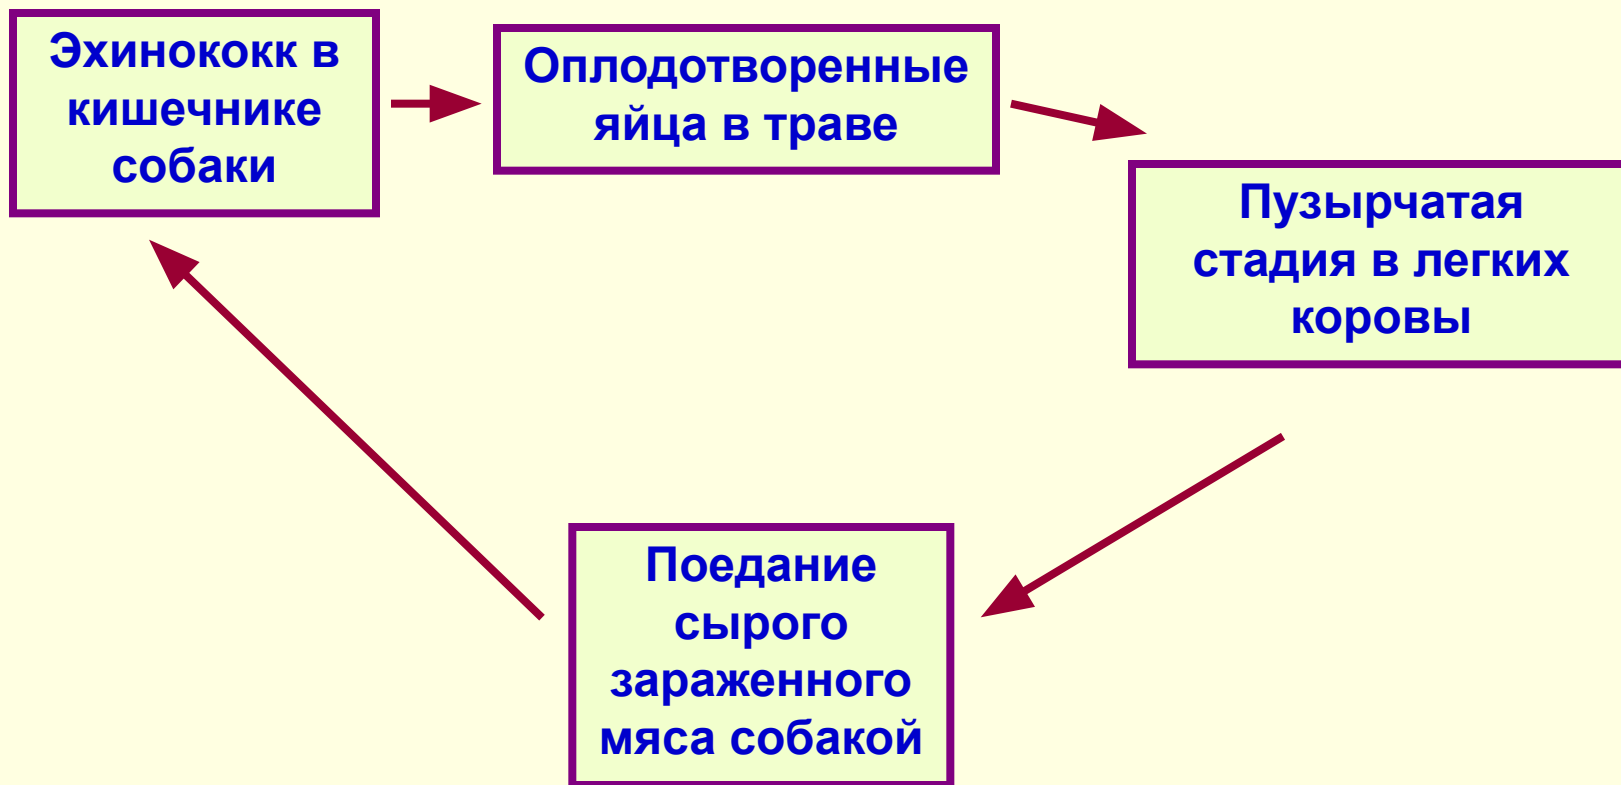 Эхинококк в
кишечнике
собаки
Оплодотворенные
яйца в траве
Пузырчатая
стадия в легких
коровы
Поедание
сырого
зараженного
мяса собакой